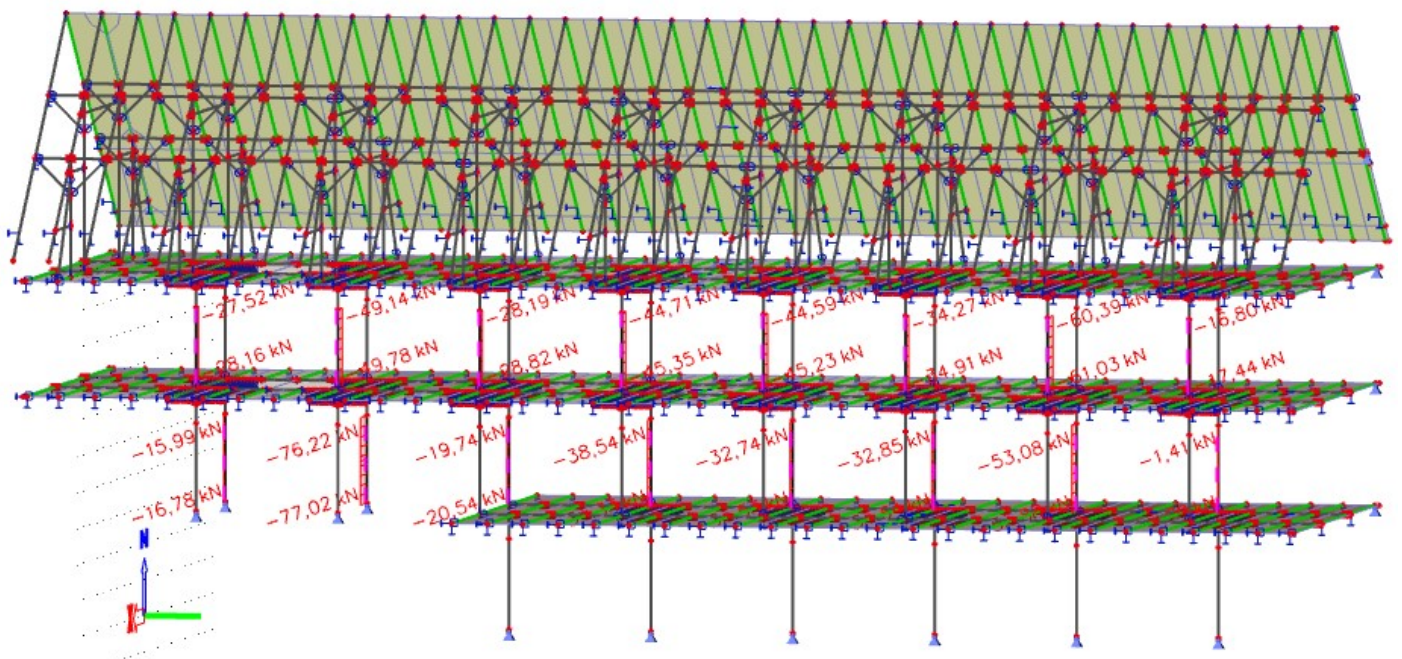 -27,52 kN
-49,14 kN
-28,19 kN
-44,71 kN
-44,59 kN
-34,27 kN
-60,39 kN
-16,80 kN
28,16 kN
49,78 kN
28,82 kN
45,35 kN
45,23 kN
34,91 kN
61,03 kN
17,44 kN
-15,99 kN
-76,22 kN
-19,74 kN
-38,54 kN
-32,74 kN
-32,85 kN
-53,08 kN
-1,41 kN
-16,78 kN
-77,02 kN
-20,54 kN
N
X